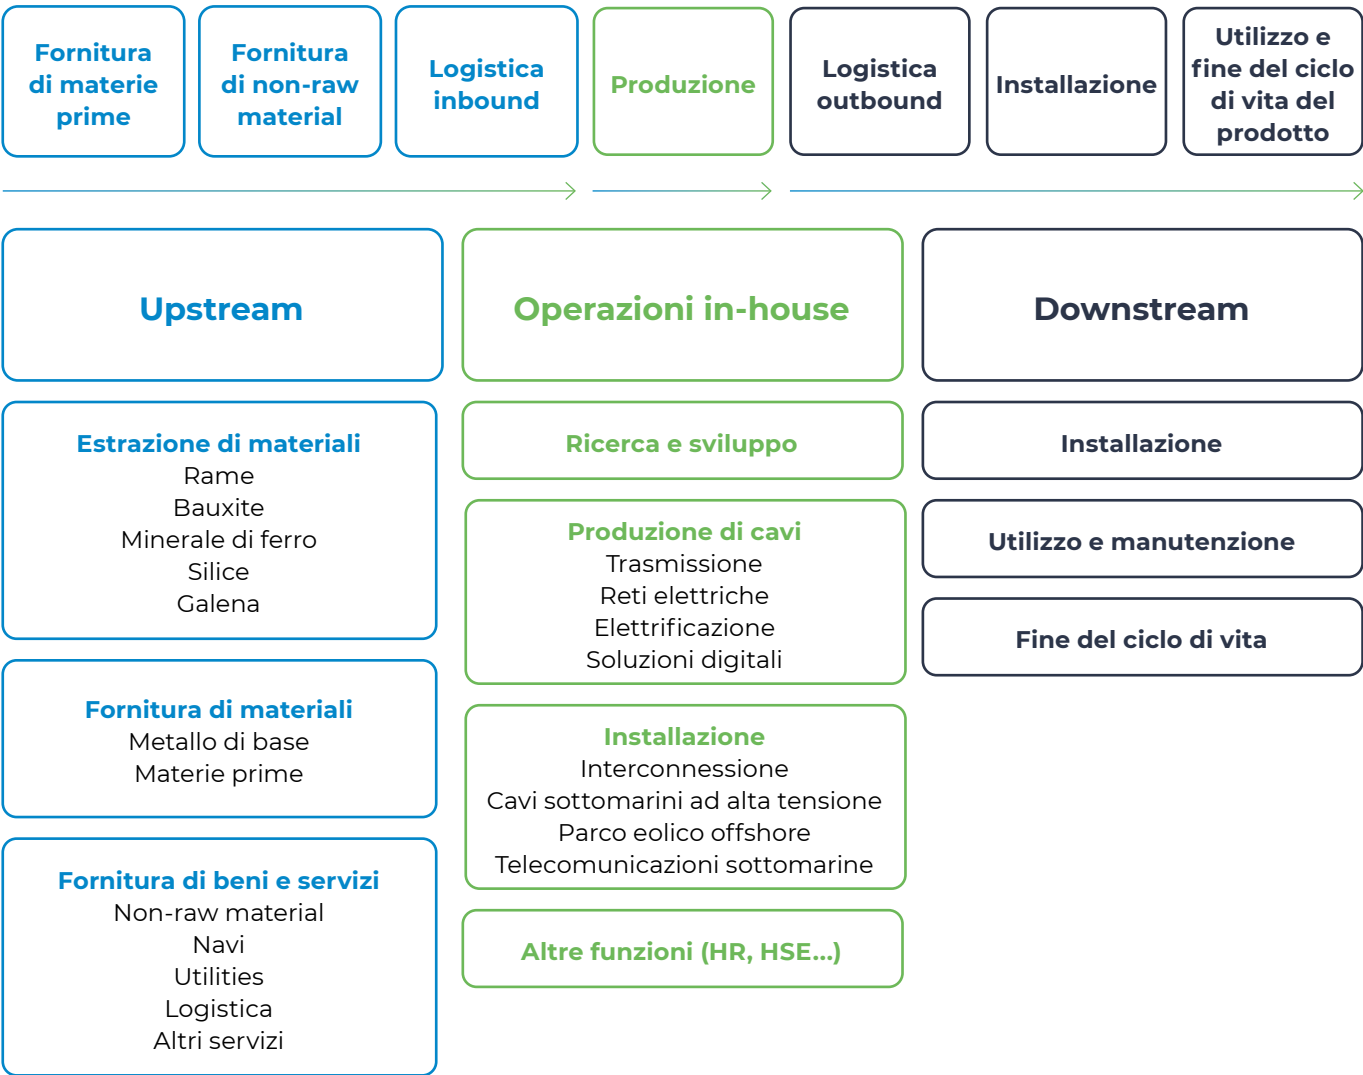 Fornitura
di materie
prime
Fornitura
di non-raw
material
Logistica
inbound
Produzione
Logistica
outbound
Installazione
Utilizzo e
fine del ciclo
di vita del
prodotto
Upstream
Operazioni in-house
Downstream
Estrazione di materiali
Rame
Bauxite
Minerale di ferro
Silice
Galena
Fornitura di materiali
Metallo di base
Materie prime
Fornitura di beni e servizi
Non-raw material
Navi
Utilities
Logistica
Altri servizi
Ricerca e sviluppo
Produzione di cavi
Trasmissione
Reti elettriche
Elettrificazione
Soluzioni digitali
Installazione
Interconnessione
Cavi sottomarini ad alta tensione
Parco eolico offshore
Telecomunicazioni sottomarine
Altre funzioni (HR, HSE...)
Installazione
Utilizzo e manutenzione
Fine del ciclo di vita